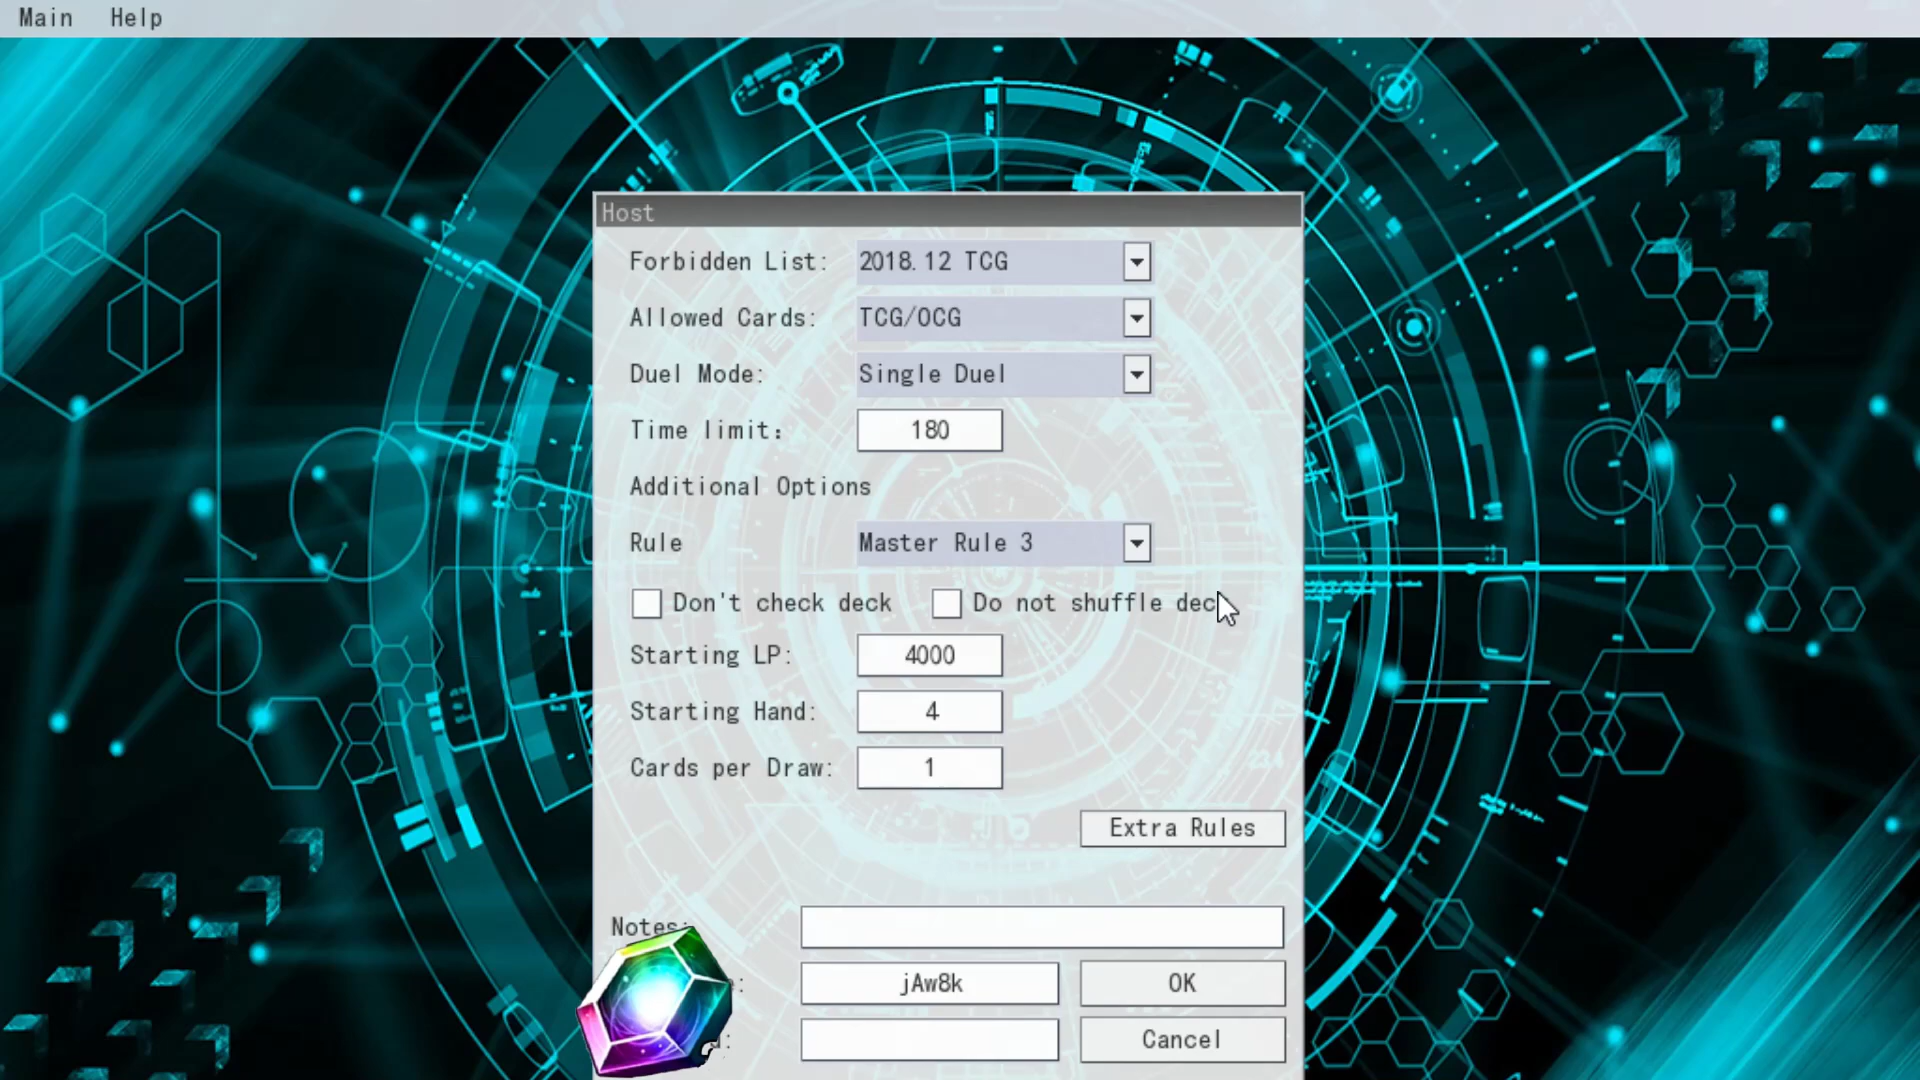 Main Help
Host
Forbidden List: 2018.12 TCG
Allowed Cards: TCG/OCG
Duel Mode: Single Duel
Time limit: 180
Additional Options
Rule Master Rule 3
Don't check deck Do not shuffle dec
Starting LP: 4000
Starting Hand: 4
Cards per Draw: 1
Extra Rules
Notes:
jAw8k OK
Cancel